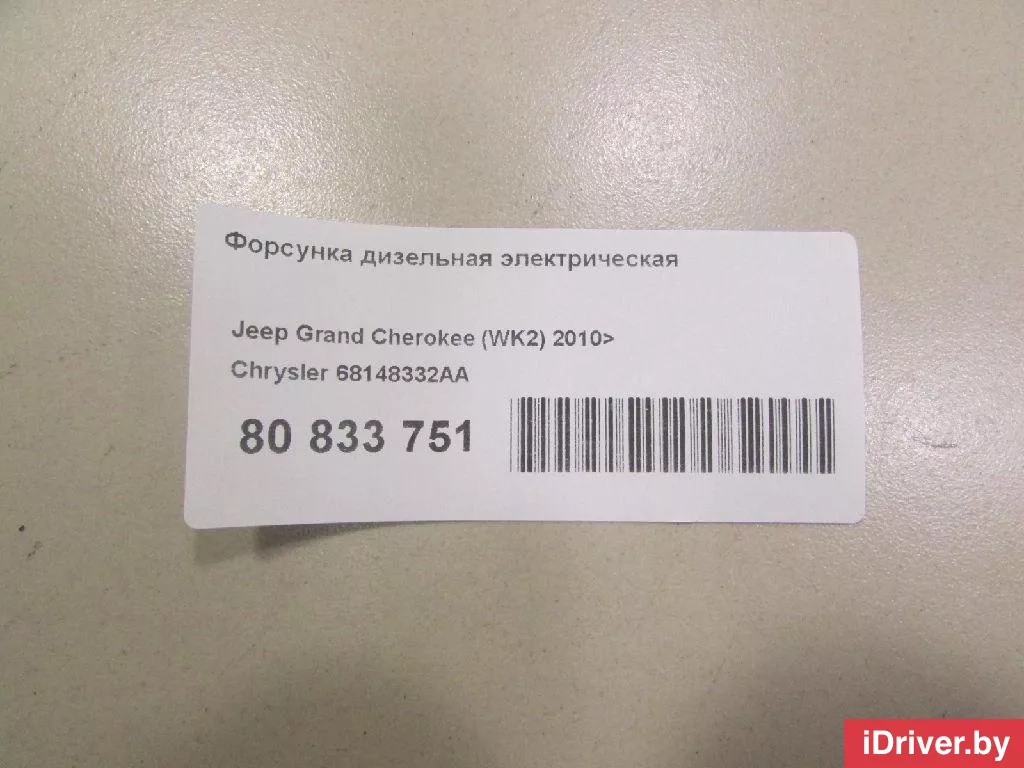 Форсунка дизельная электрическая
Jeep Grand Cherokee (WK2) 2010>
Chrysler 68148332AA
80 833 751
iDriver.by